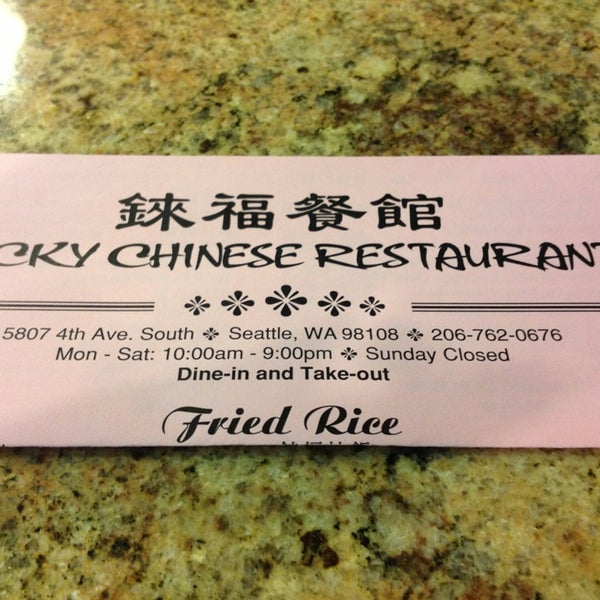 錸福餐館
CKY CHINESE RESTAURANT
5807 4th Ave. South ❉ Seattle, WA 98108 ❉ 206-762-0676
Mon - Sat: 10:00am - 9:00pm ❉ Sunday Closed
Dine-in and Take-out
Fried Rice